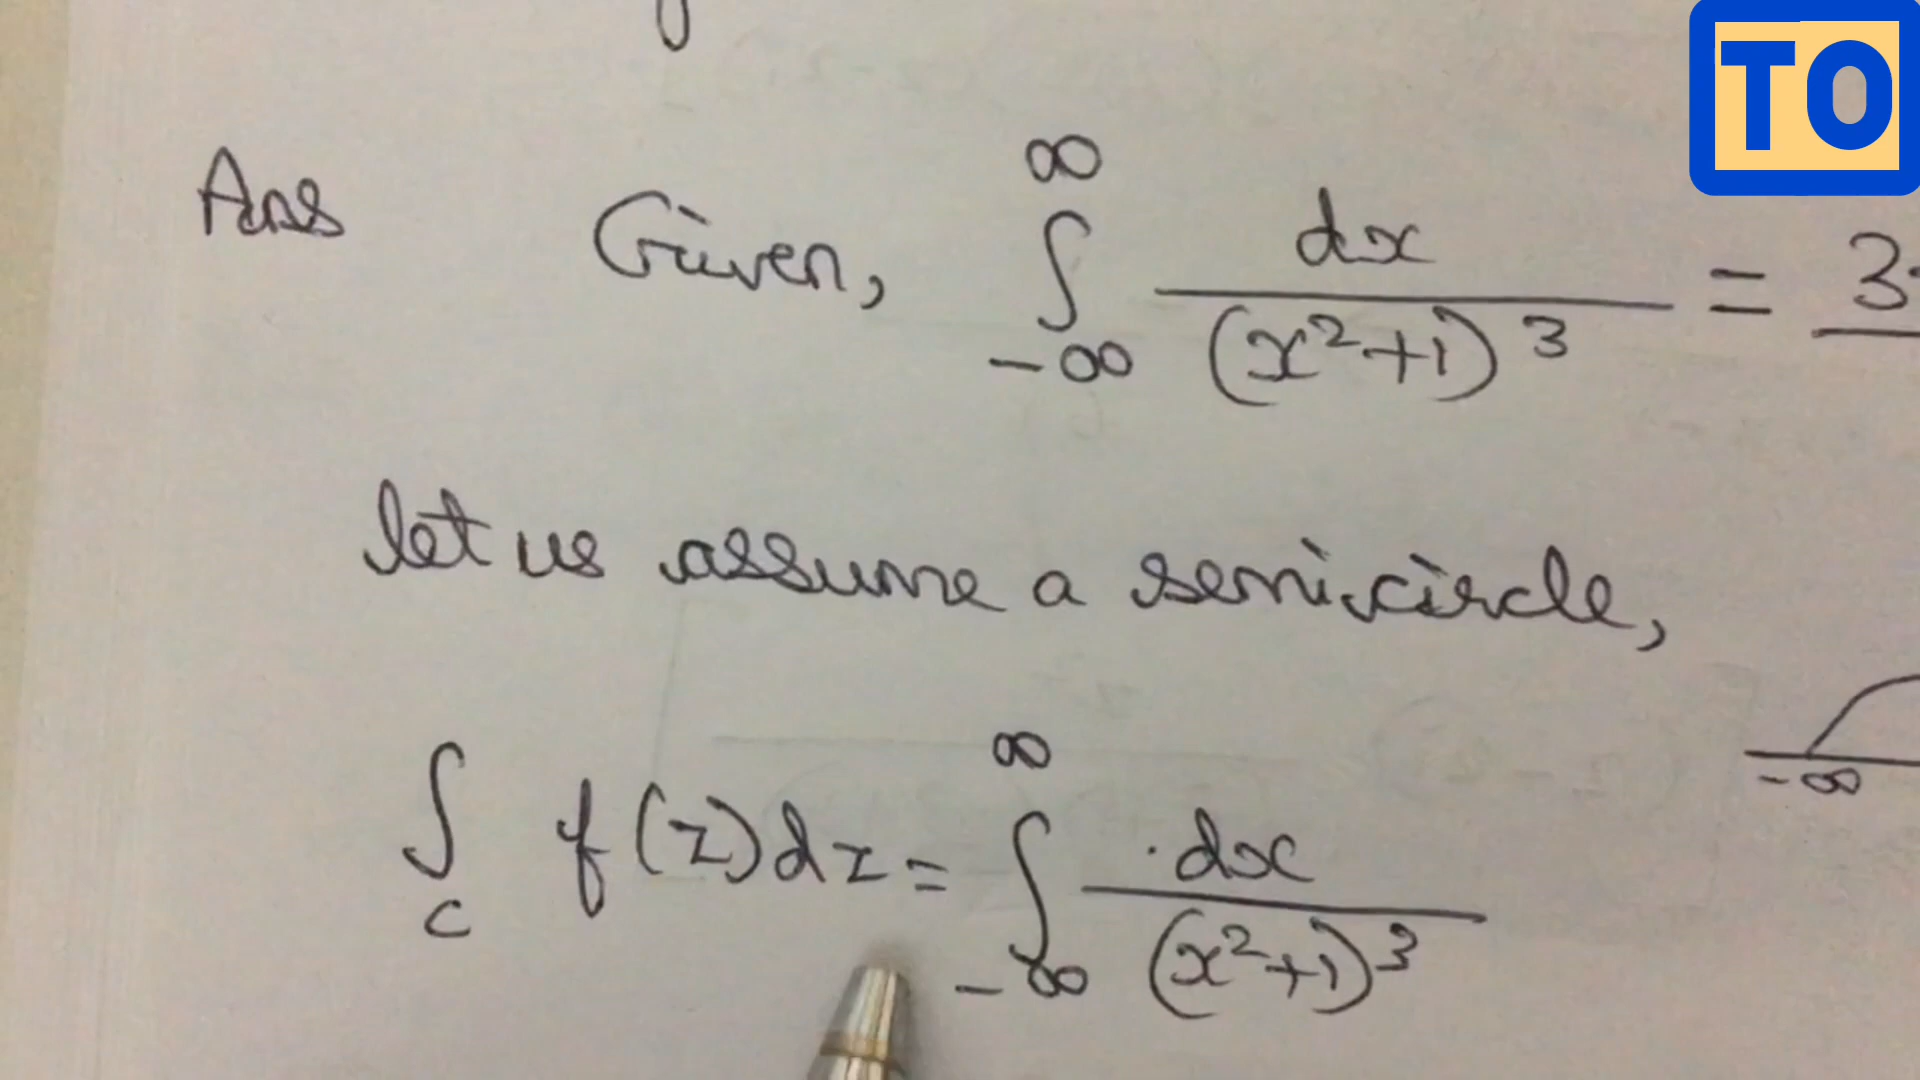 TO
Ans Given, ∫_{-∞}^{∞} dx / (x²+1)³ = 3
let us assume a semicircle,
-∞
∫_c f(z)dz = ∫_{-∞}^{∞} dx / (x²+1)³